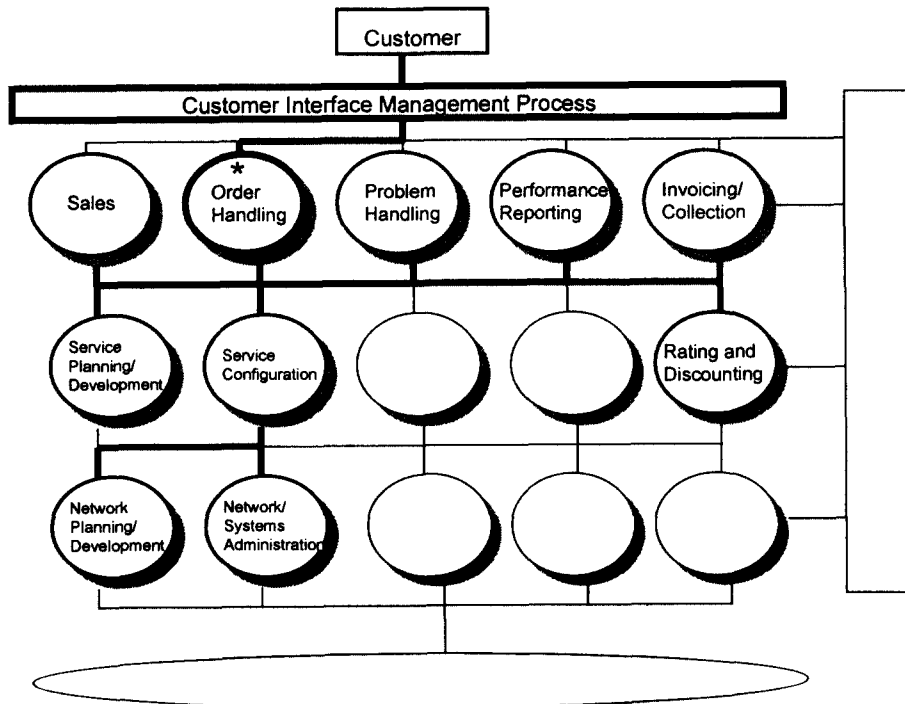 Customer
Customer Interface Management Process
Sales
*
Order
Handling
Problem
Handling
Performance
Reporting
Invoicing/
Collection
Service
Planning/
Development
Service
Configuration
Rating and
Discounting
Network
Planning/
Development
Network/
Systems
Administration